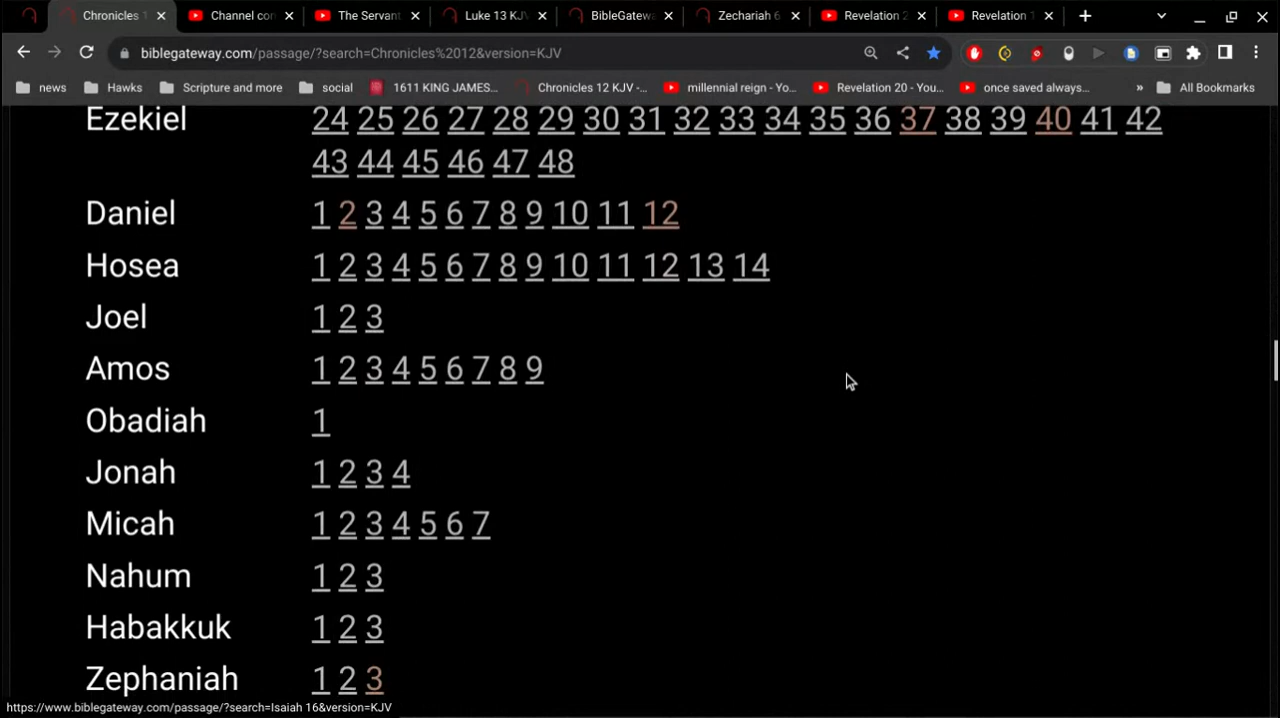 Chronicles 1
Channel con
The Servant
Luke 13 KJV
BibleGatewa
Zechariah 6
Revelation 2
Revelation 1
biblegateway.com/passage/?search=Chronicles%2012&version=KJV
news
Hawks
Scripture and more
social
1611 KING JAMES...
Chronicles 12 KJV -...
millennial reign - Yo...
Revelation 20 - You...
once saved always...
»
All Bookmarks
Ezekiel 24 25 26 27 28 29 30 31 32 33 34 35 36 37 38 39 40 41 42
43 44 45 46 47 48
Daniel 1 2 3 4 5 6 7 8 9 10 11 12
Hosea 1 2 3 4 5 6 7 8 9 10 11 12 13 14
Joel 1 2 3
Amos 1 2 3 4 5 6 7 8 9
Obadiah 1
Jonah 1 2 3 4
Micah 1 2 3 4 5 6 7
Nahum 1 2 3
Habakkuk 1 2 3
Zephaniah 1 2 3
https://www.biblegateway.com/passage/?search=Isaiah 16&version=KJV